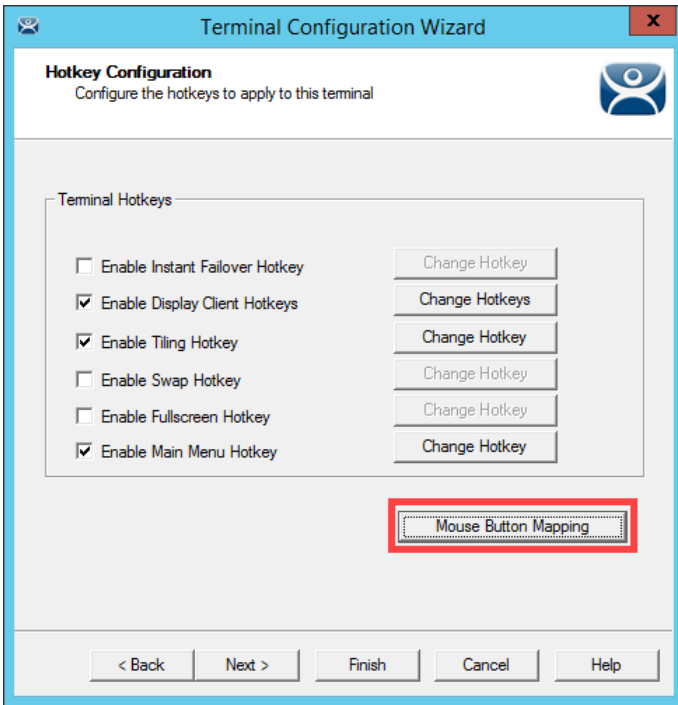 Terminal Configuration Wizard
x
Hotkey Configuration
Configure the hotkeys to apply to this terminal
Terminal Hotkeys
Enable Instant Failover Hotkey Change Hotkey
Enable Display Client Hotkeys Change Hotkeys
Enable Tiling Hotkey Change Hotkey
Enable Swap Hotkey Change Hotkey
Enable Fullscreen Hotkey Change Hotkey
Enable Main Menu Hotkey Change Hotkey
Mouse Button Mapping
< Back Next > Finish Cancel Help